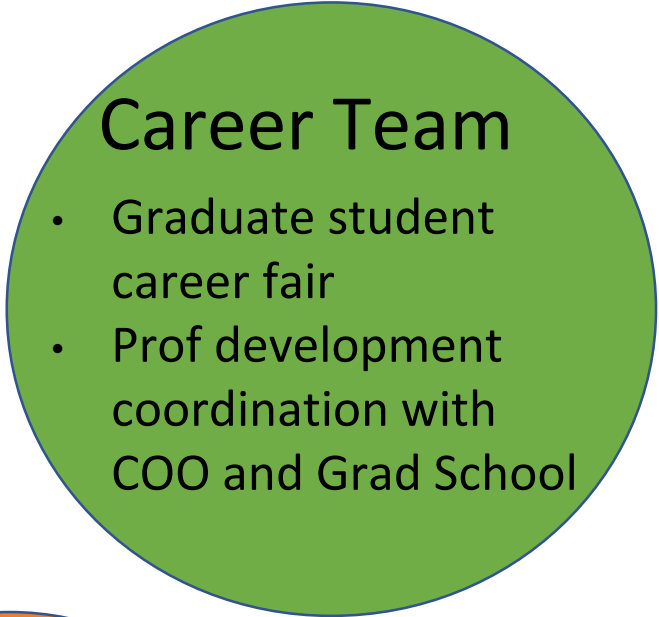 Career Team
• Graduate student
career fair
• Prof development
coordination with
COO and Grad School